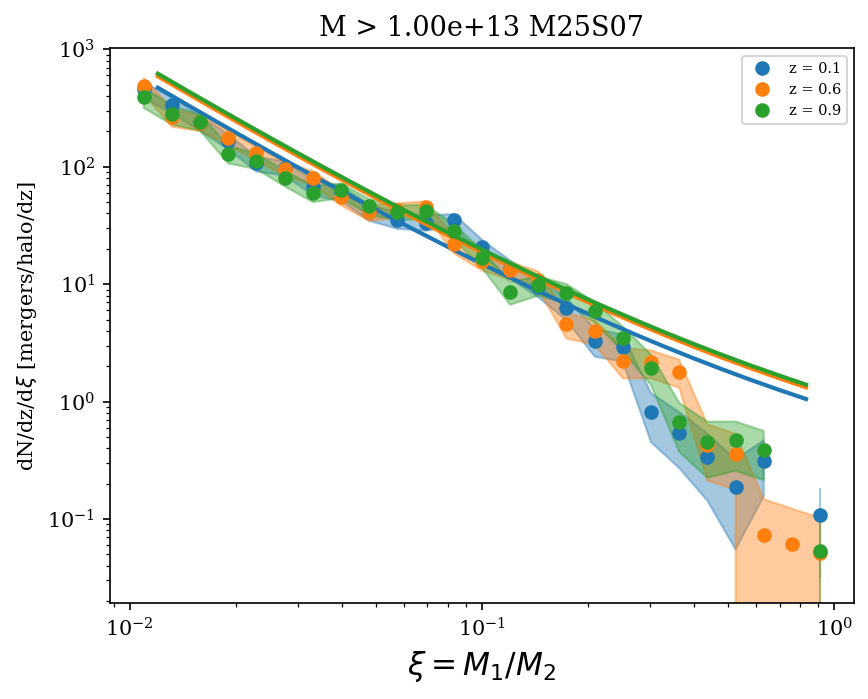 M > 1.00e+13 M25S07
z = 0.1
z = 0.6
z = 0.9
dN/dz/dξ [mergers/halo/dz]
10³
10²
10¹
10⁰
10⁻¹
10⁻² 10⁻¹ 10⁰
ξ = M₁/M₂